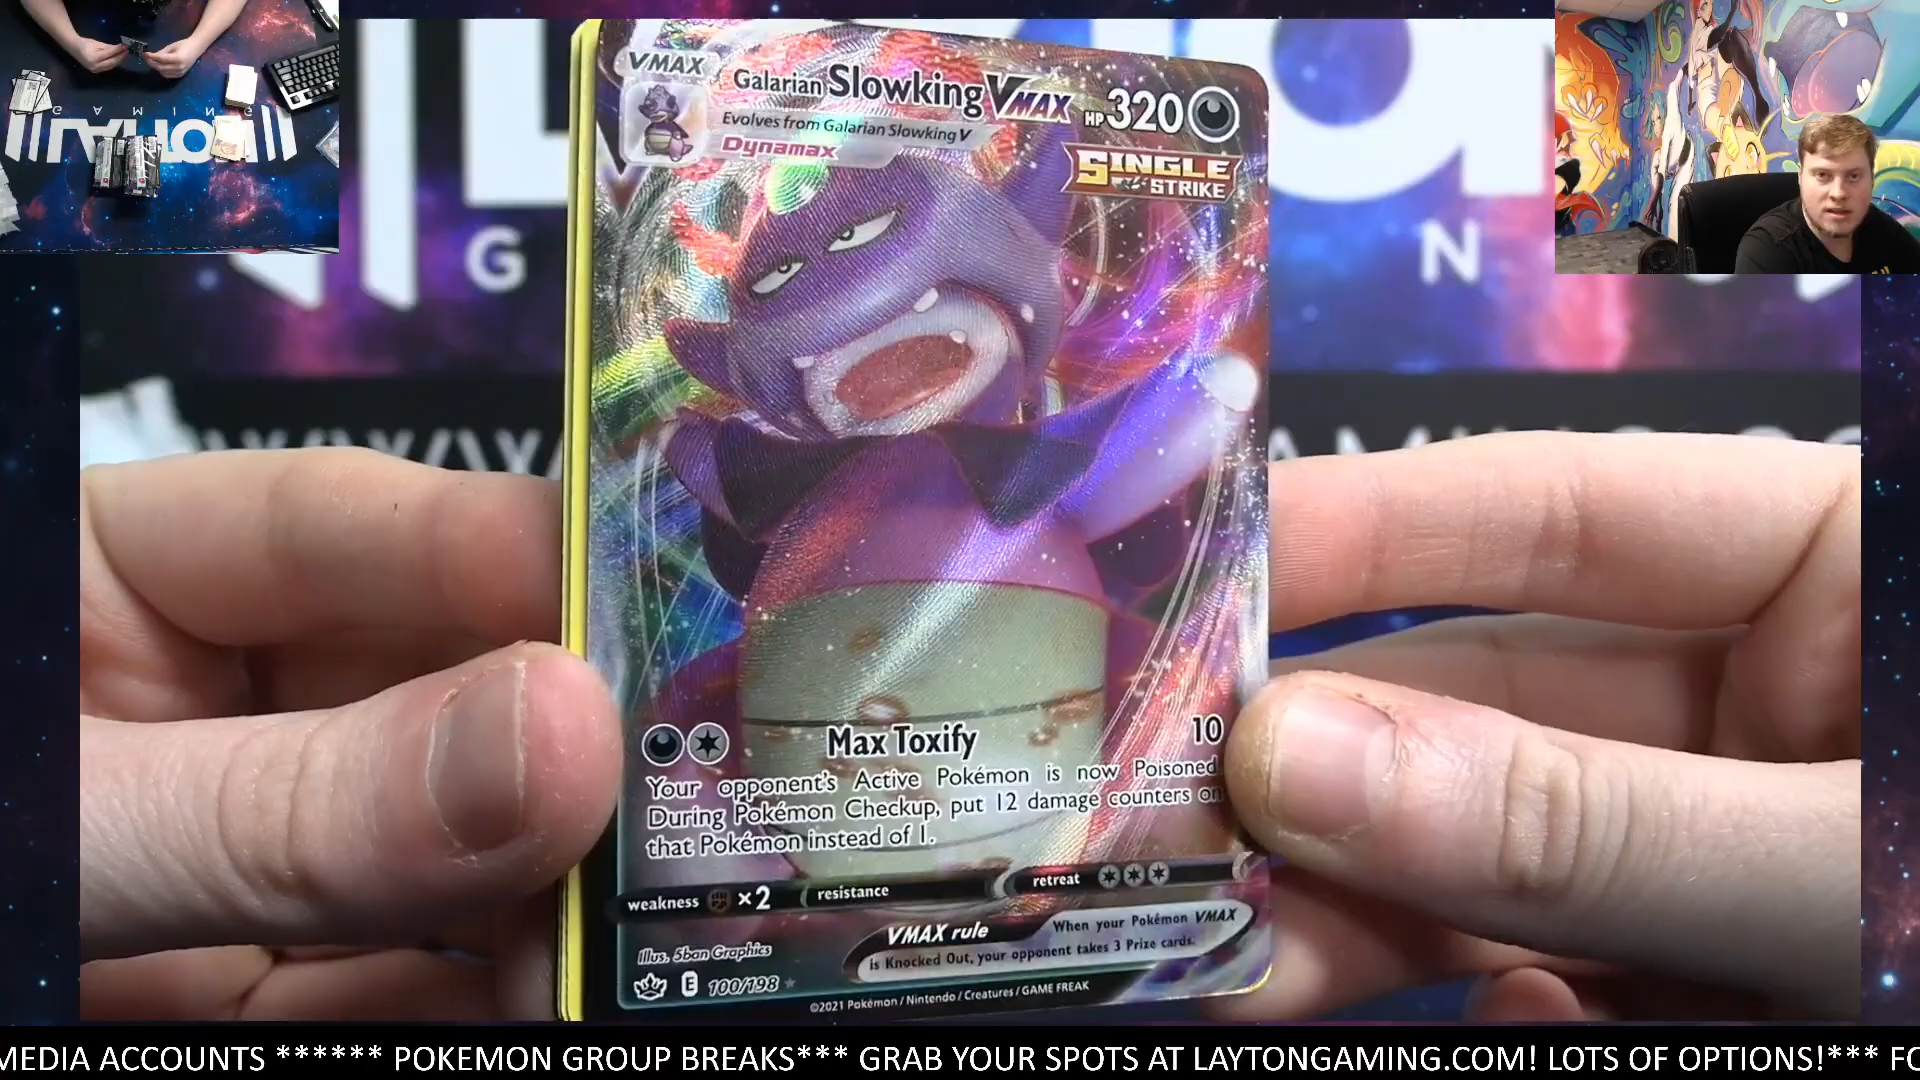 VMAX
Galarian Slowking VMAX HP 320
Evolves from Galarian Slowking V
Dynamax
SINGLE STRIKE
G
N
Max Toxify 10
Your opponent's Active Pokémon is now Poisoned.
During Pokémon Checkup, put 12 damage counters on
that Pokémon instead of 1.
weakness ×2 resistance retreat
VMAX rule When your Pokémon VMAX
is Knocked Out, your opponent takes 3 Prize cards.
Illus. 5ban Graphics
E 100/198
©2021 Pokémon / Nintendo / Creatures / GAME FREAK
MEDIA ACCOUNTS ****** POKEMON GROUP BREAKS*** GRAB YOUR SPOTS AT LAYTONGAMING.COM! LOTS OF OPTIONS!*** FO